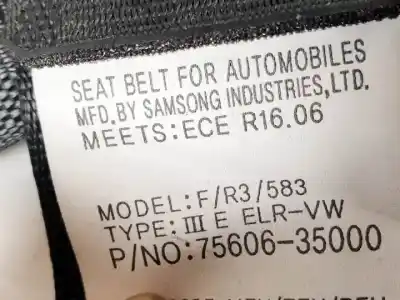 SEAT BELT FOR AUTOMOBILES
MFD.BY SAMSONG INDUSTRIES,LTD.
MEETS:ECE R16.06
MODEL:F/R3/583
TYPE:Ⅲ E ELR-VW
P/NO:75606-35000